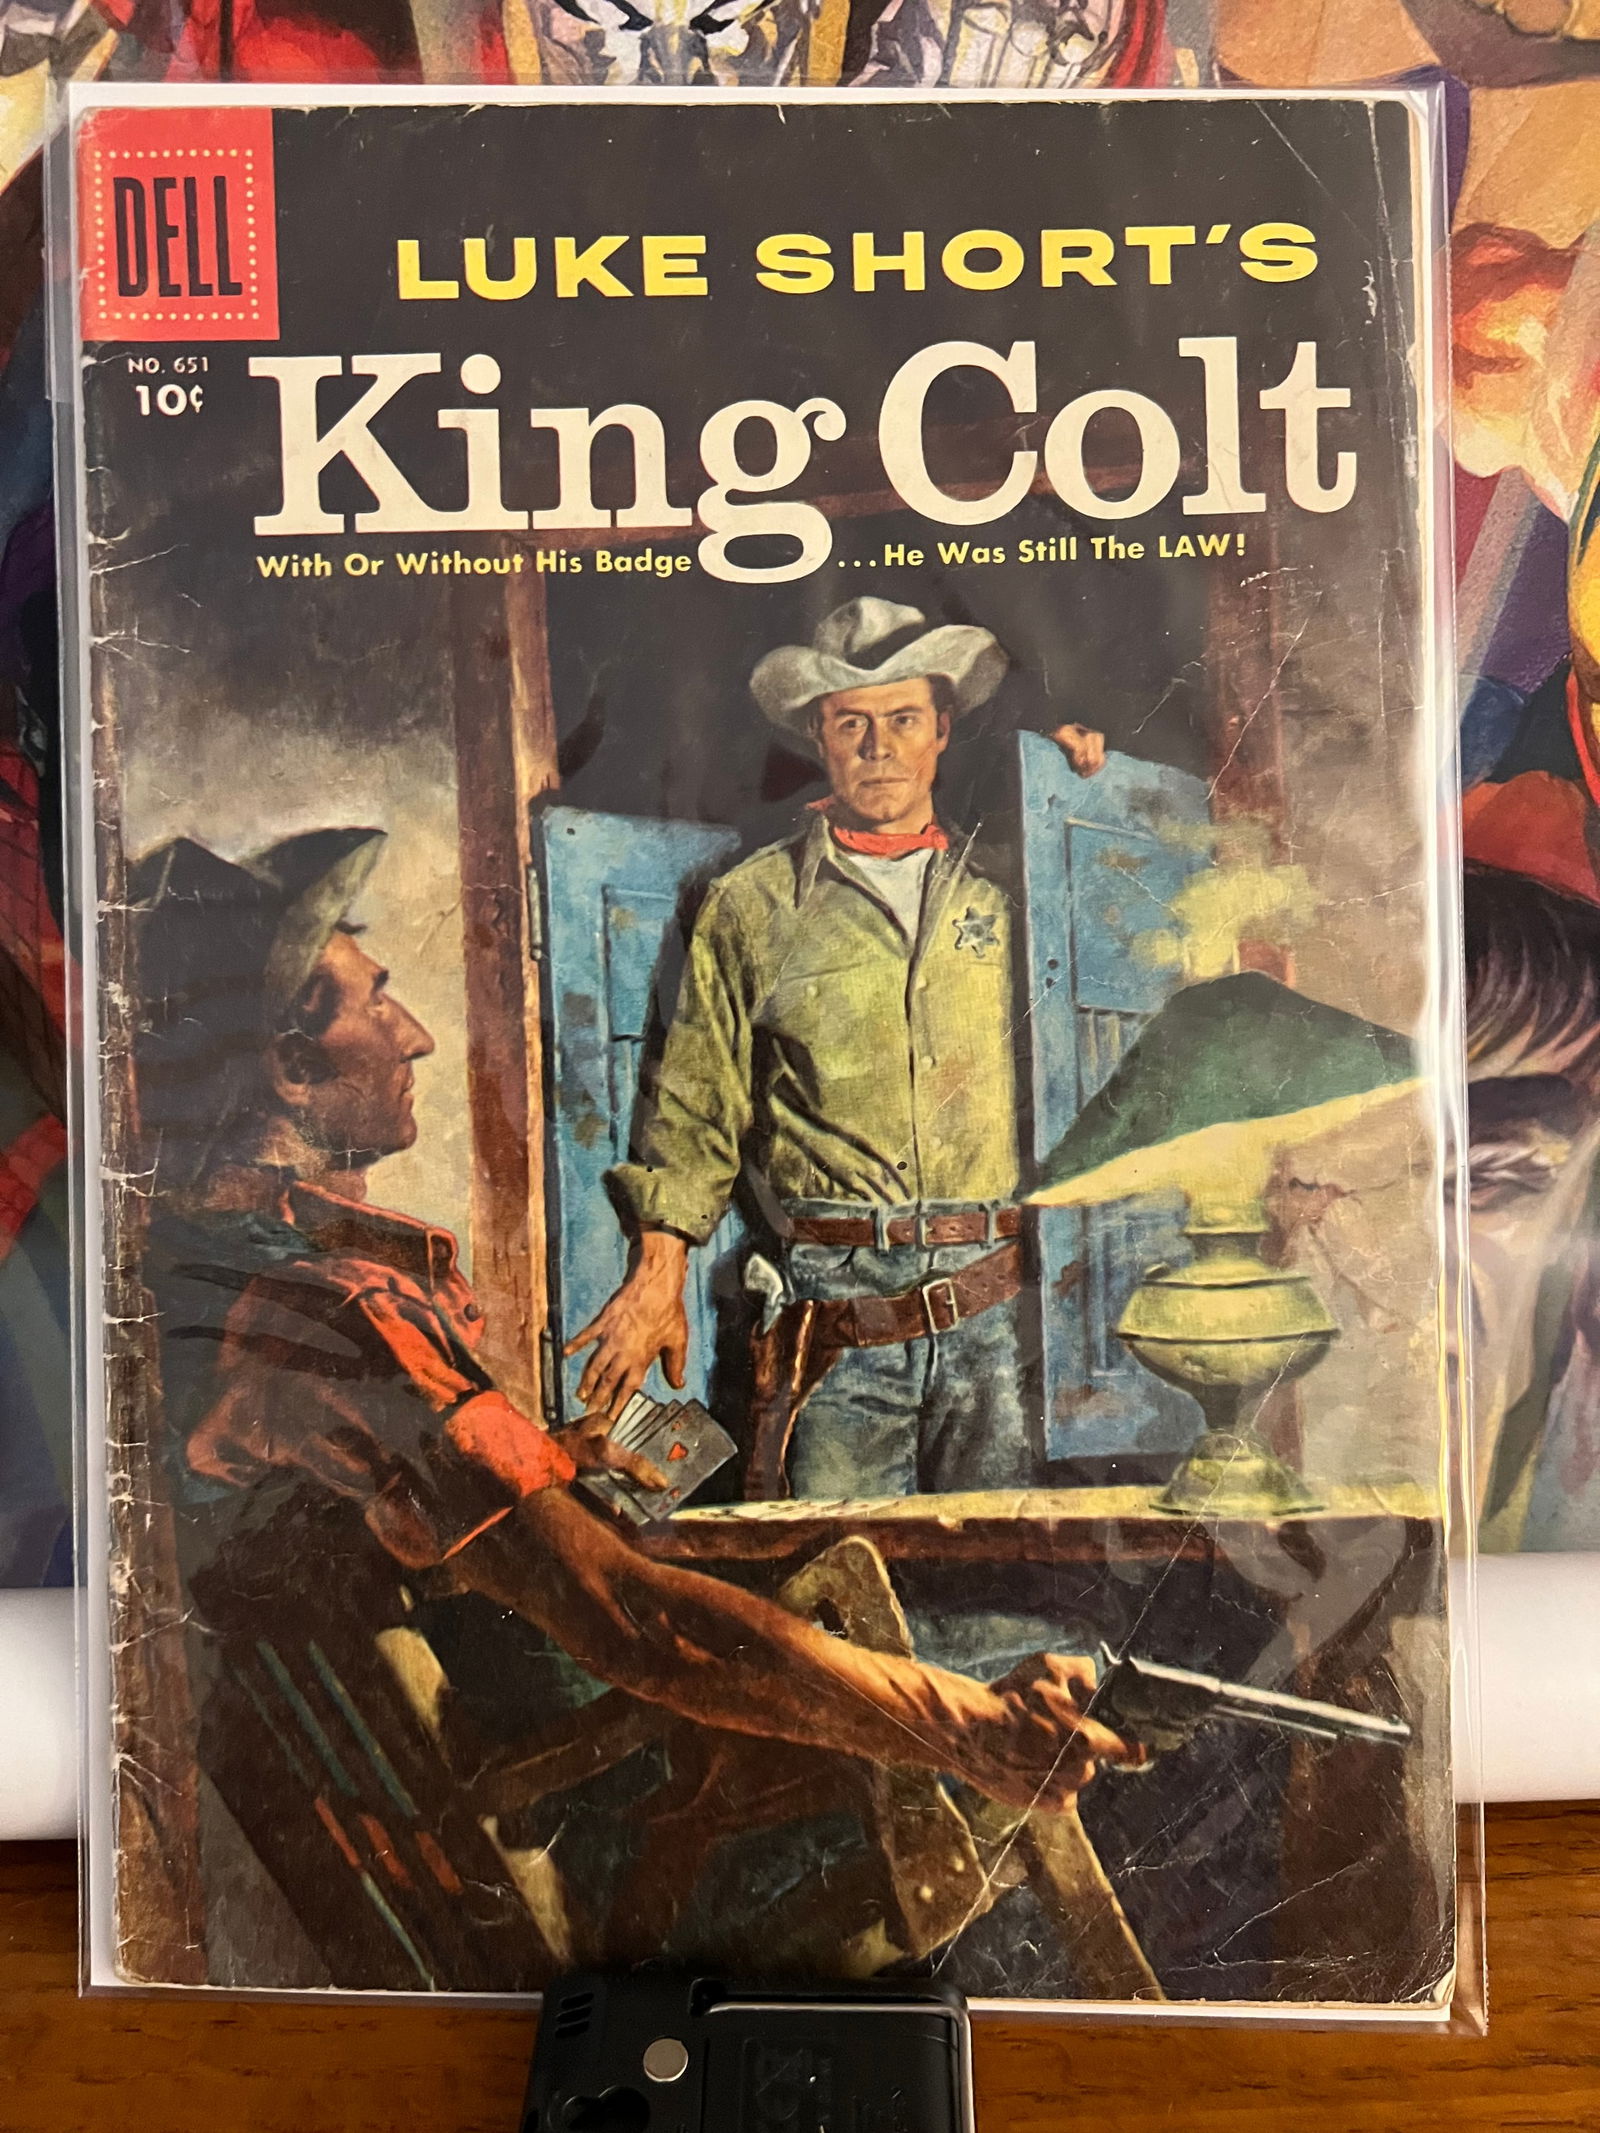 DELL
LUKE SHORT'S
NO. 651
10¢
King Colt
With Or Without His Badge ...He Was Still The LAW!